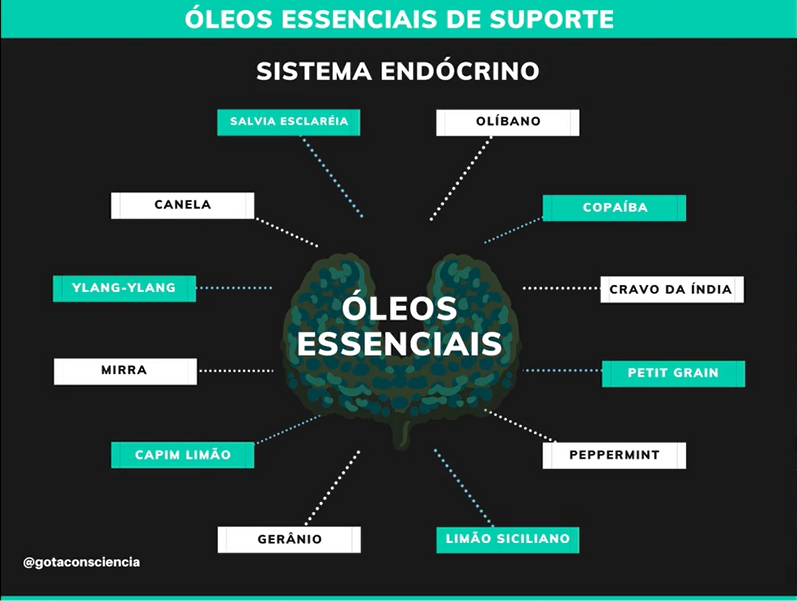 ÓLEOS ESSENCIAIS DE SUPORTE
SISTEMA ENDÓCRINO
SALVIA ESCLARÉIA
OLÍBANO
CANELA
COPAÍBA
YLANG-YLANG
CRAVO DA ÍNDIA
ÓLEOS
ESSENCIAIS
MIRRA
PETIT GRAIN
CAPIM LIMÃO
PEPPERMINT
GERÂNIO
LIMÃO SICILIANO
@gotaconsciencia